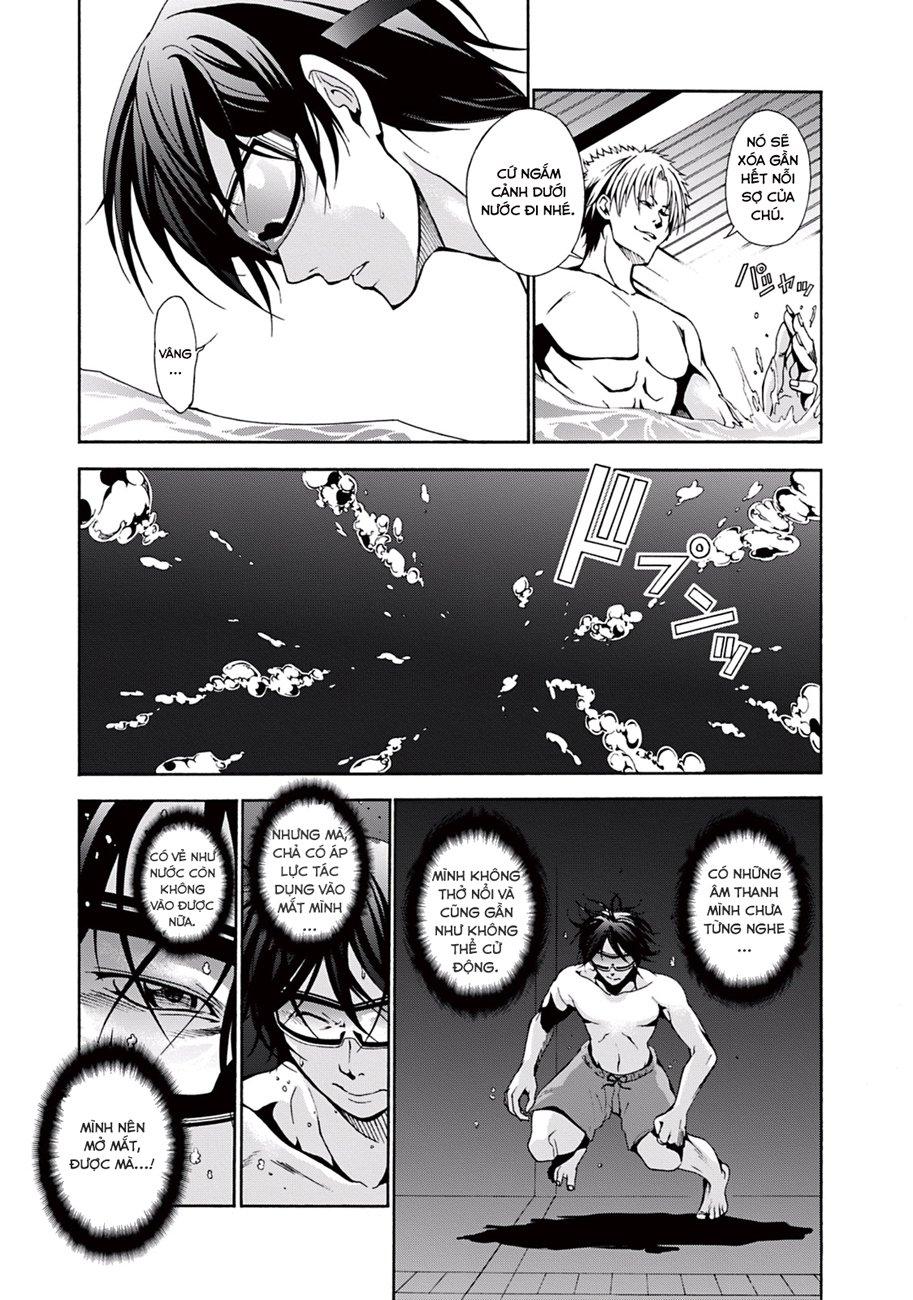 NÓ SẼ
XÓA GẦN
HẾT NỖI
SỢ CỦA
CHÚ.
パシャッ
CỨ NGẮM
CẢNH DƯỚI
NƯỚC ĐI NHÉ.
VÂNG
...
ドプンッ
CÓ NHỮNG
ÂM THANH
MÌNH CHƯA
TỪNG NGHE
...
MÌNH KHÔNG
THỞ NỔI VÀ
CŨNG GẦN
NHƯ KHÔNG
THỂ CỬ
ĐỘNG.
NHƯNG MÀ,
CHẢ CÓ ÁP
LỰC TÁC
DỤNG VÀO
MẮT MÌNH
...
CÓ VẺ NHƯ
NƯỚC CÒN
KHÔNG
VÀO ĐƯỢC
NỮA.
MÌNH NÊN
MỞ MẮT,
ĐƯỢC MÀ...!